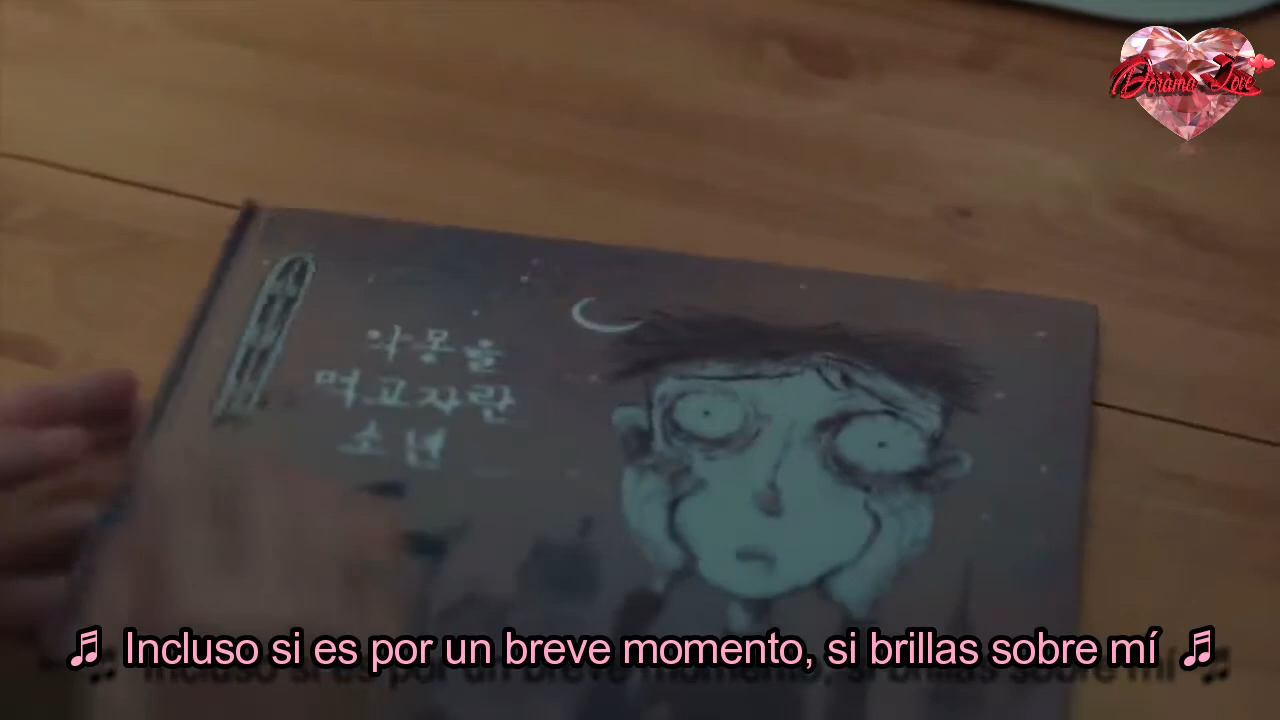 Dorama Love
악몽을
먹고 자란
소년
♫ Incluso si es por un breve momento, si brillas sobre mí ♫